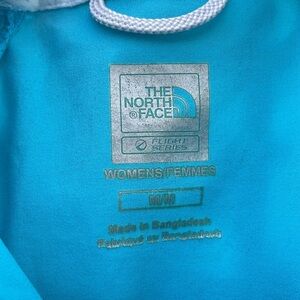 THE
NORTH
FACE
FLIGHT
SERIES
WOMENS/FEMMES
M/M
Made in Bangladesh
Fabriqué au Bangladesh